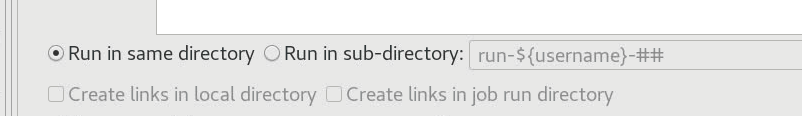 Run in same directory Run in sub-directory: run-${username}-##
Create links in local directory Create links in job run directory